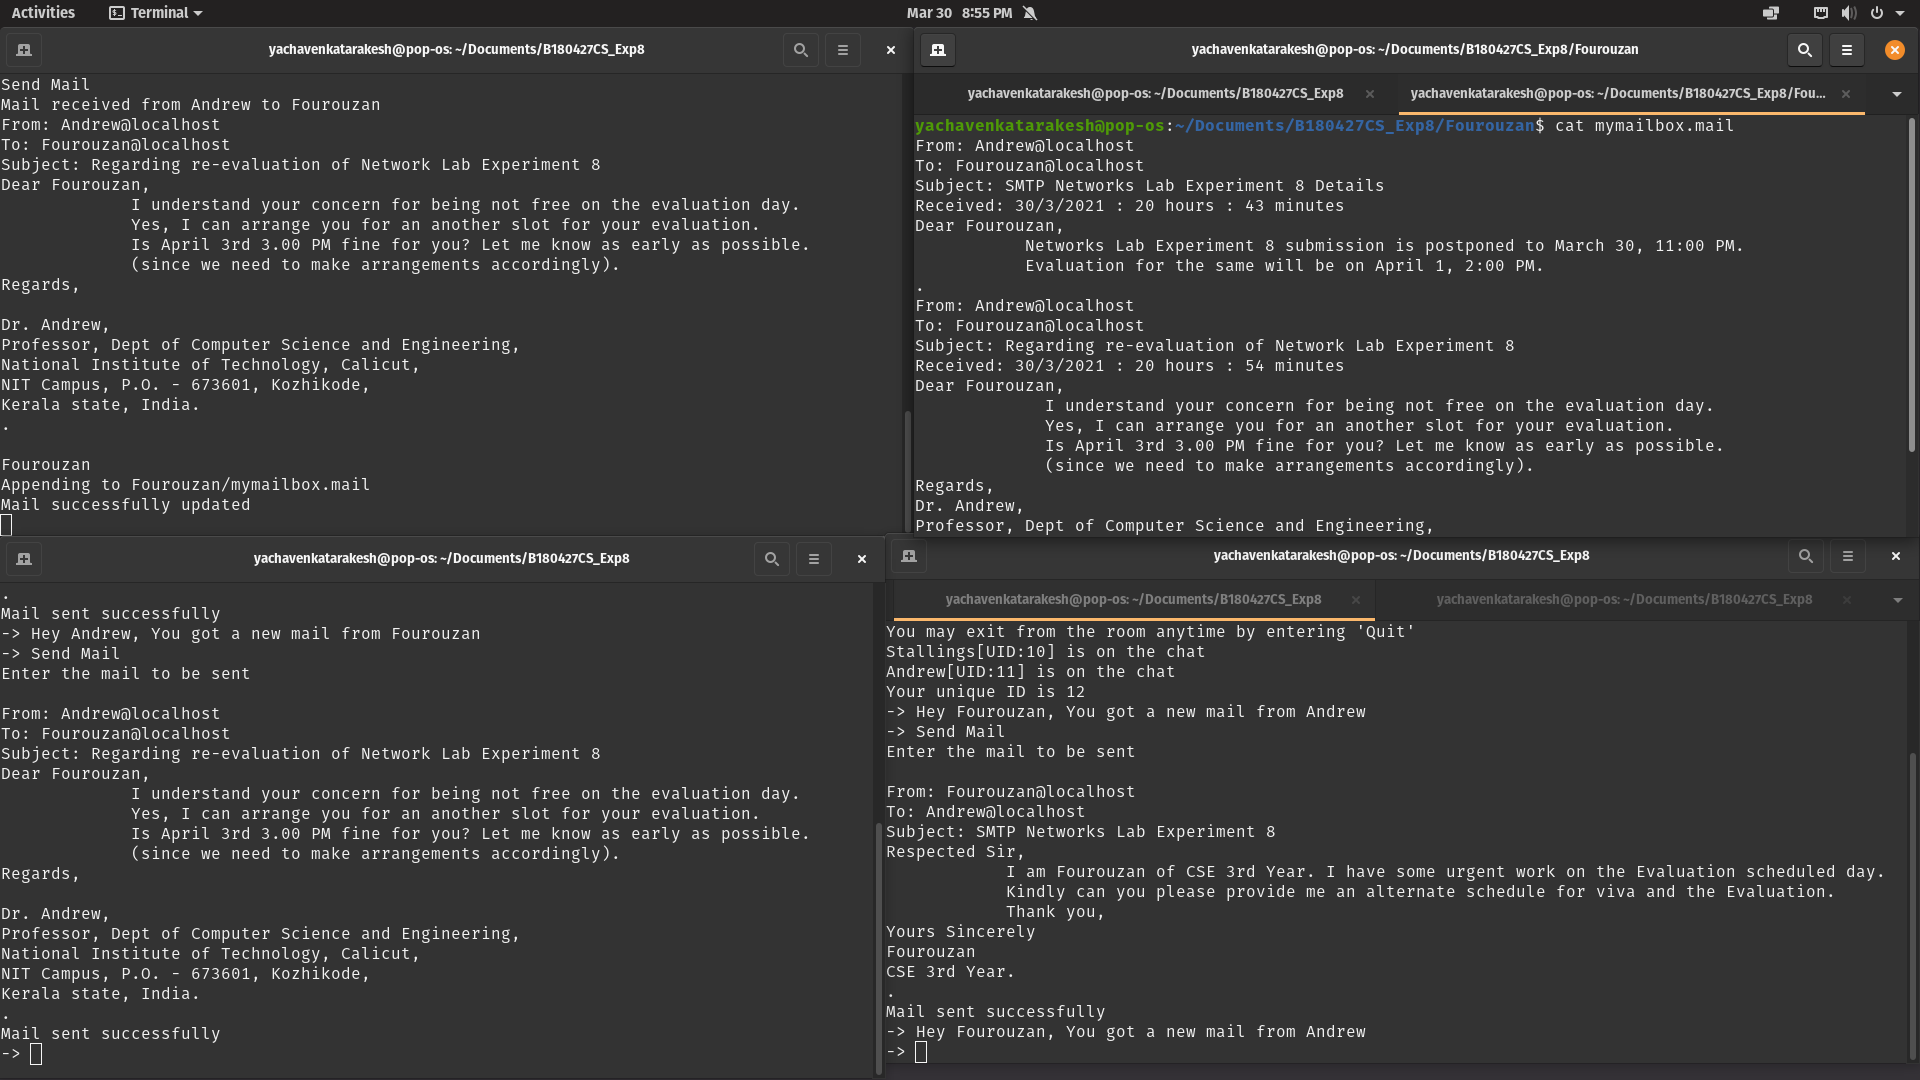 Activities
Terminal
Mar 30 8:55 PM
yachavenkatarakesh@pop-os: ~/Documents/B180427CS_Exp8
Send Mail
Mail received from Andrew to Fourouzan
From: Andrew@localhost
To: Fourouzan@localhost
Subject: Regarding re-evaluation of Network Lab Experiment 8
Dear Fourouzan,
I understand your concern for being not free on the evaluation day.
Yes, I can arrange you for an another slot for your evaluation.
Is April 3rd 3.00 PM fine for you? Let me know as early as possible.
(since we need to make arrangements accordingly).
Regards,
Dr. Andrew,
Professor, Dept of Computer Science and Engineering,
National Institute of Technology, Calicut,
NIT Campus, P.O. - 673601, Kozhikode,
Kerala state, India.
.
Fourouzan
Appending to Fourouzan/mymailbox.mail
Mail successfully updated
yachavenkatarakesh@pop-os: ~/Documents/B180427CS_Exp8/Fourouzan
yachavenkatarakesh@pop-os: ~/Documents/B180427CS_Exp8
yachavenkatarakesh@pop-os: ~/Documents/B180427CS_Exp8/Fou...
yachavenkatarakesh@pop-os:~/Documents/B180427CS_Exp8/Fourouzan$ cat mymailbox.mail
From: Andrew@localhost
To: Fourouzan@localhost
Subject: SMTP Networks Lab Experiment 8 Details
Received: 30/3/2021 : 20 hours : 43 minutes
Dear Fourouzan,
Networks Lab Experiment 8 submission is postponed to March 30, 11:00 PM.
Evaluation for the same will be on April 1, 2:00 PM.
.
From: Andrew@localhost
To: Fourouzan@localhost
Subject: Regarding re-evaluation of Network Lab Experiment 8
Received: 30/3/2021 : 20 hours : 54 minutes
Dear Fourouzan,
I understand your concern for being not free on the evaluation day.
Yes, I can arrange you for an another slot for your evaluation.
Is April 3rd 3.00 PM fine for you? Let me know as early as possible.
(since we need to make arrangements accordingly).
Regards,
Dr. Andrew,
Professor, Dept of Computer Science and Engineering,
yachavenkatarakesh@pop-os: ~/Documents/B180427CS_Exp8
.
Mail sent successfully
-> Hey Andrew, You got a new mail from Fourouzan
-> Send Mail
Enter the mail to be sent
From: Andrew@localhost
To: Fourouzan@localhost
Subject: Regarding re-evaluation of Network Lab Experiment 8
Dear Fourouzan,
I understand your concern for being not free on the evaluation day.
Yes, I can arrange you for an another slot for your evaluation.
Is April 3rd 3.00 PM fine for you? Let me know as early as possible.
(since we need to make arrangements accordingly).
Regards,
Dr. Andrew,
Professor, Dept of Computer Science and Engineering,
National Institute of Technology, Calicut,
NIT Campus, P.O. - 673601, Kozhikode,
Kerala state, India.
.
Mail sent successfully
->
yachavenkatarakesh@pop-os: ~/Documents/B180427CS_Exp8
yachavenkatarakesh@pop-os: ~/Documents/B180427CS_Exp8
yachavenkatarakesh@pop-os: ~/Documents/B180427CS_Exp8
You may exit from the room anytime by entering 'Quit'
Stallings[UID:10] is on the chat
Andrew[UID:11] is on the chat
Your unique ID is 12
-> Hey Fourouzan, You got a new mail from Andrew
-> Send Mail
Enter the mail to be sent
From: Fourouzan@localhost
To: Andrew@localhost
Subject: SMTP Networks Lab Experiment 8
Respected Sir,
I am Fourouzan of CSE 3rd Year. I have some urgent work on the Evaluation scheduled day.
Kindly can you please provide me an alternate schedule for viva and the Evaluation.
Thank you,
Yours Sincerely
Fourouzan
CSE 3rd Year.
.
Mail sent successfully
-> Hey Fourouzan, You got a new mail from Andrew
->